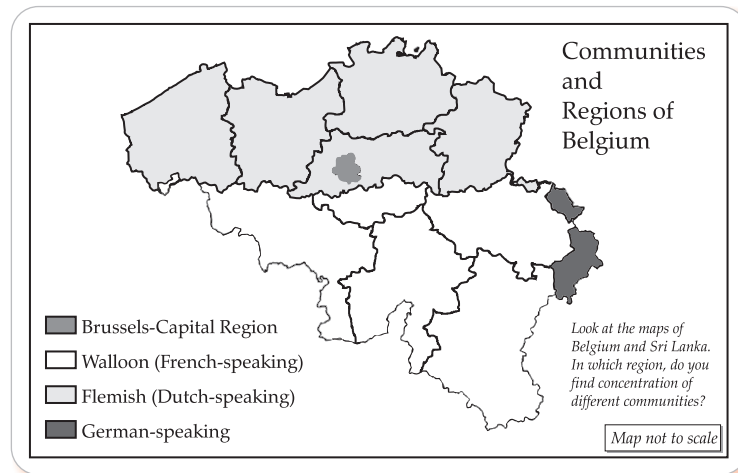 Communities
and
Regions of
Belgium
Brussels-Capital Region
Walloon (French-speaking)
Flemish (Dutch-speaking)
German-speaking
Look at the maps of
Belgium and Sri Lanka.
In which region, do you
find concentration of
different communities?
Map not to scale